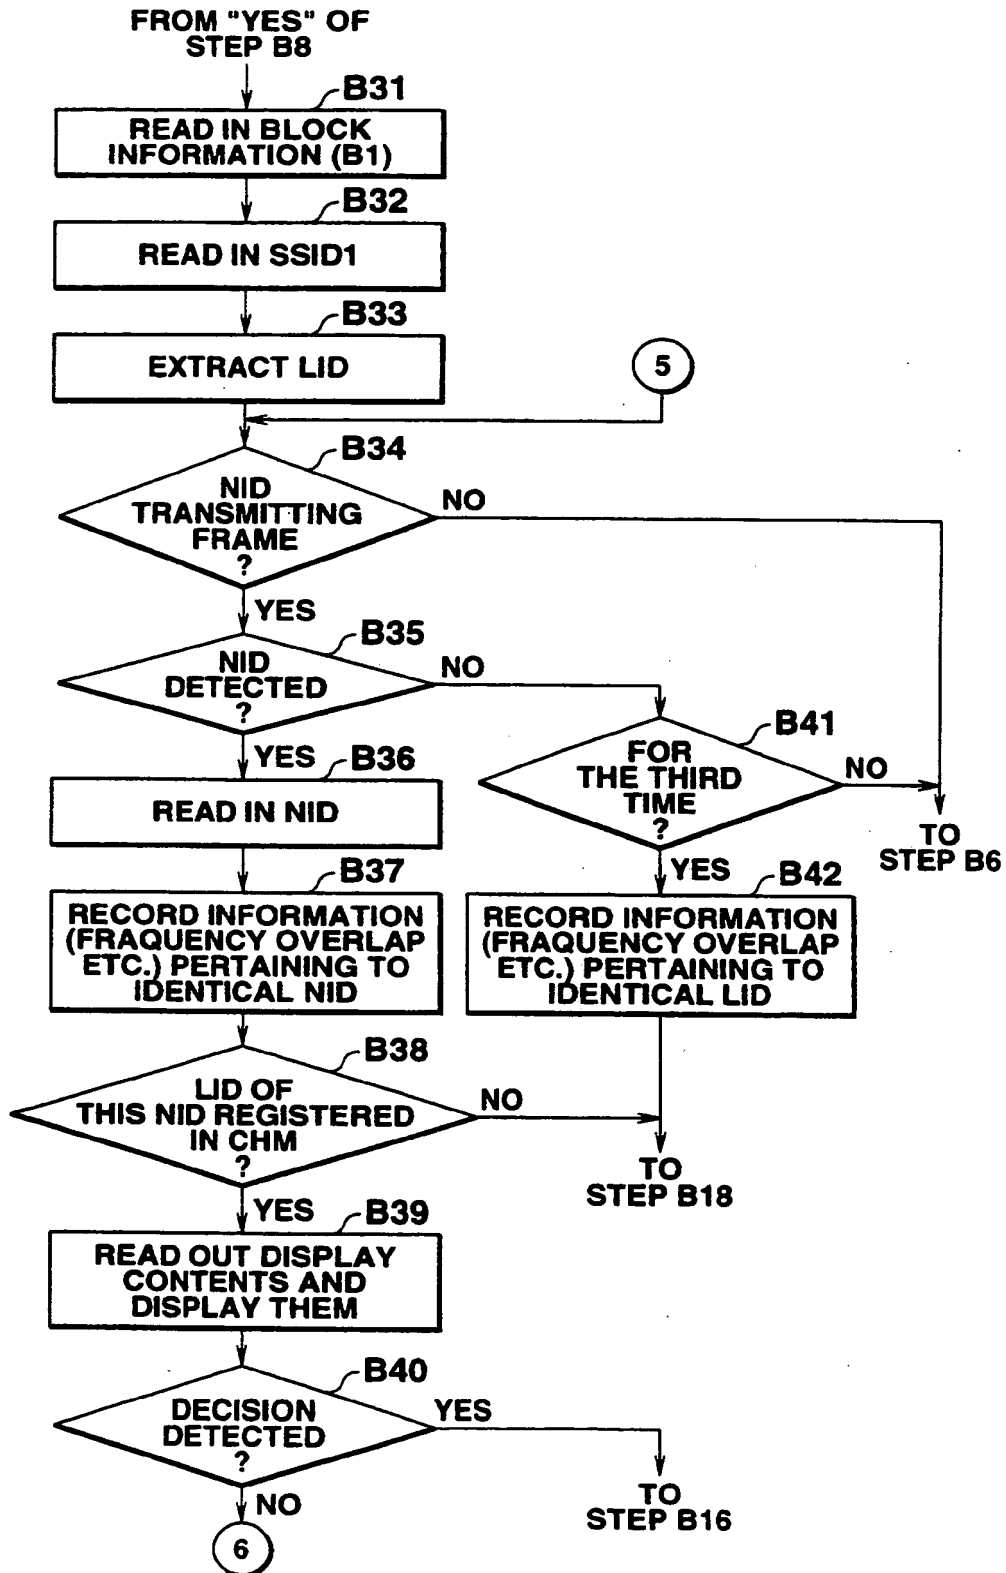 FROM "YES" OF
STEP B8
B31
READ IN BLOCK
INFORMATION (B1)
B32
READ IN SSID1
B33
EXTRACT LID
5
B34
NID
TRANSMITTING
FRAME
?
NO
YES
B35
NID
DETECTED
?
NO
YES
B41
FOR
THE THIRD
TIME
?
NO
TO
STEP B6
YES
B36
READ IN NID
B37
RECORD INFORMATION
(FRAQUENCY OVERLAP
ETC.) PERTAINING TO
IDENTICAL NID
B42
RECORD INFORMATION
(FRAQUENCY OVERLAP
ETC.) PERTAINING TO
IDENTICAL LID
B38
LID OF
THIS NID REGISTERED
IN CHM
?
NO
TO
STEP B18
YES
B39
READ OUT DISPLAY
CONTENTS AND
DISPLAY THEM
B40
DECISION
DETECTED
?
YES
TO
STEP B16
NO
6